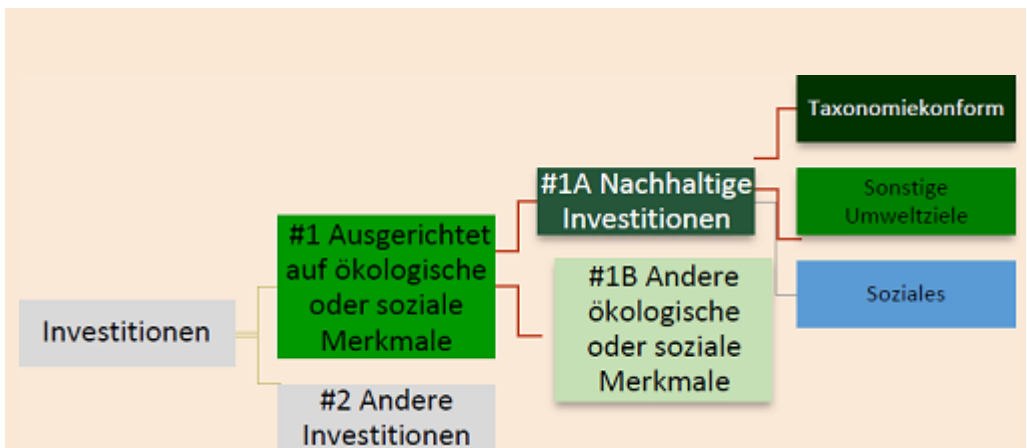 Investitionen
#1 Ausgerichtet
auf ökologische
oder soziale
Merkmale
#2 Andere
Investitionen
#1A Nachhaltige
Investitionen
#1B Andere
ökologische
oder soziale
Merkmale
Taxonomiekonform
Sonstige
Umweltziele
Soziales